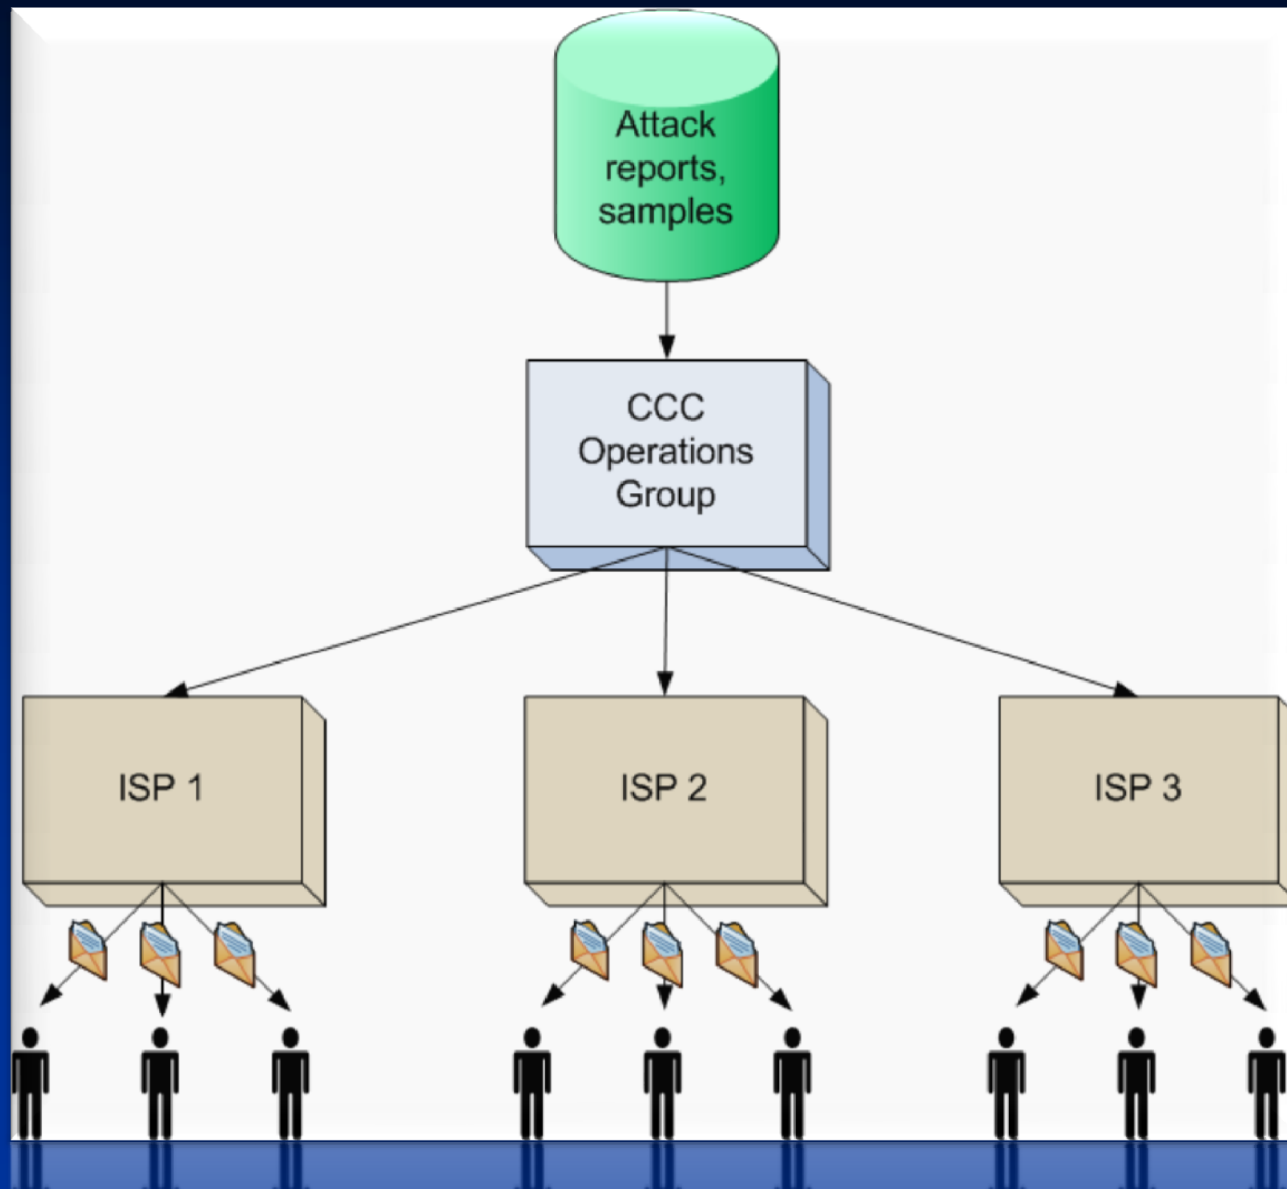 Attack
reports,
samples
CCC
Operations
Group
ISP 1
ISP 2
ISP 3